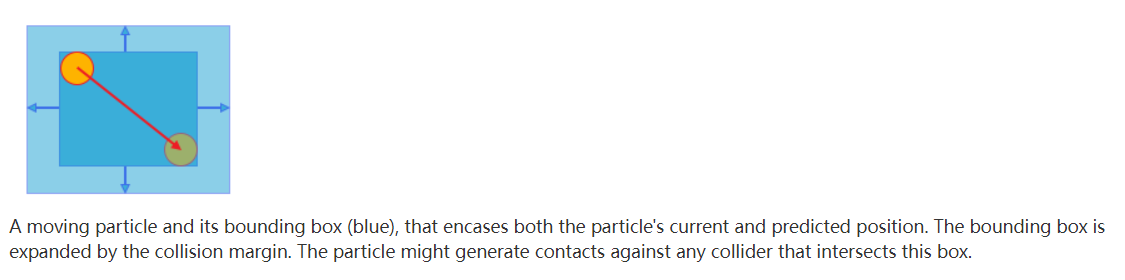 A moving particle and its bounding box (blue), that encases both the particle's current and predicted position. The bounding box is
expanded by the collision margin. The particle might generate contacts against any collider that intersects this box.